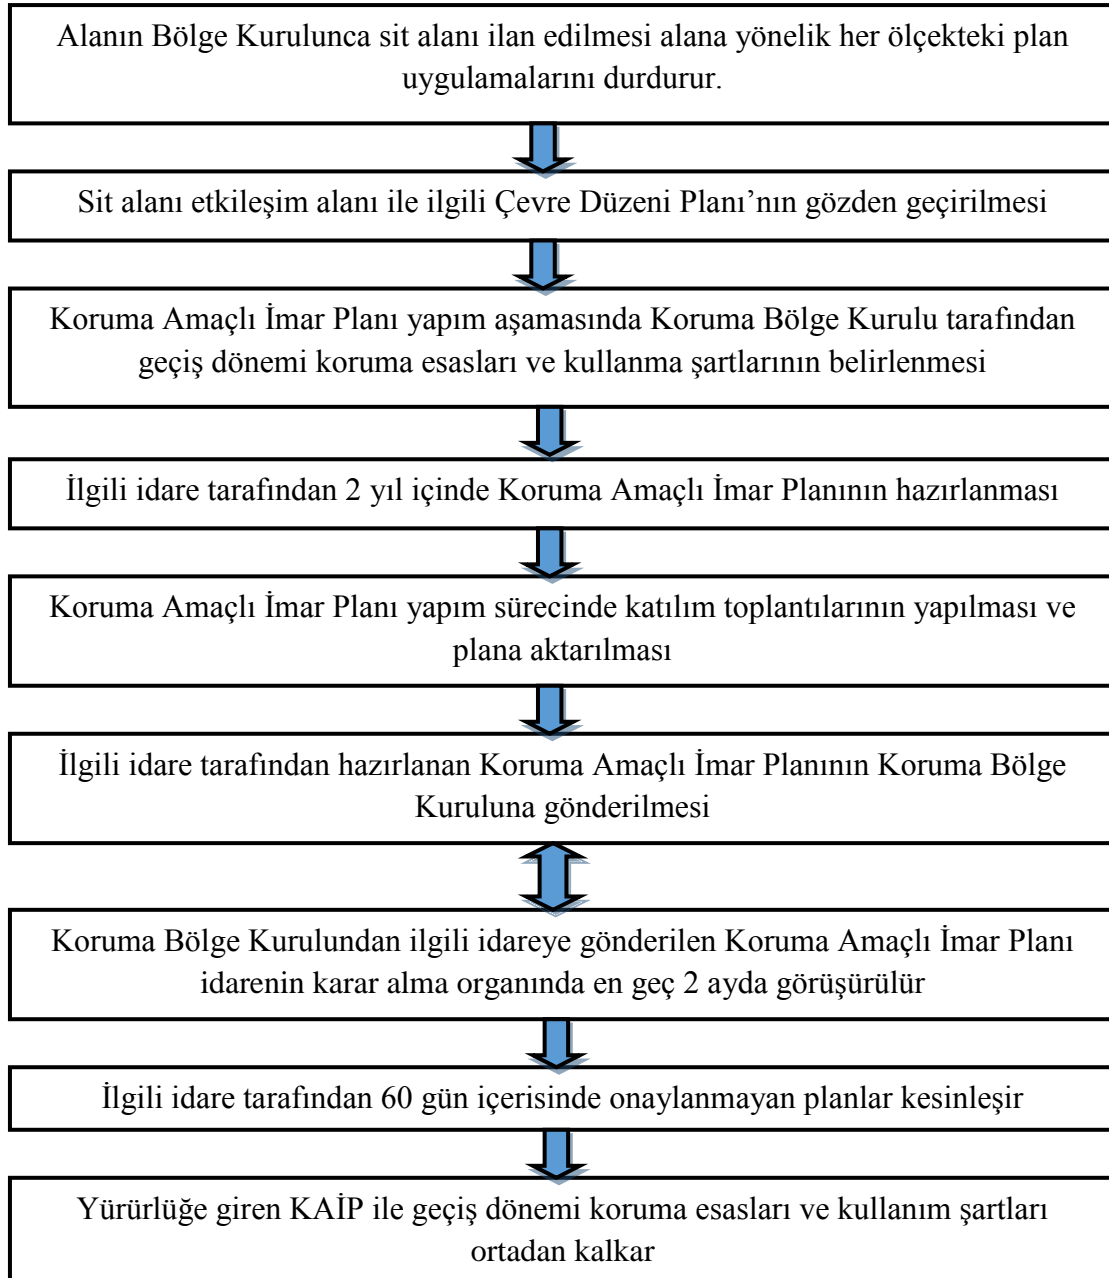 Alanın Bölge Kurulunca sit alanı ilan edilmesi alana yönelik her ölçekteki plan
uygulamalarını durdurur.
Sit alanı etkileşim alanı ile ilgili Çevre Düzeni Planı’nın gözden geçirilmesi
Koruma Amaçlı İmar Planı yapım aşamasında Koruma Bölge Kurulu tarafından
geçiş dönemi koruma esasları ve kullanma şartlarının belirlenmesi
İlgili idare tarafından 2 yıl içinde Koruma Amaçlı İmar Planının hazırlanması
Koruma Amaçlı İmar Planı yapım sürecinde katılım toplantılarının yapılması ve
plana aktarılması
İlgili idare tarafından hazırlanan Koruma Amaçlı İmar Planının Koruma Bölge
Kuruluna gönderilmesi
Koruma Bölge Kurulundan ilgili idareye gönderilen Koruma Amaçlı İmar Planı
idarenin karar alma organında en geç 2 ayda görüşürülür
İlgili idare tarafından 60 gün içerisinde onaylanmayan planlar kesinleşir
Yürürlüğe giren KAİP ile geçiş dönemi koruma esasları ve kullanım şartları
ortadan kalkar